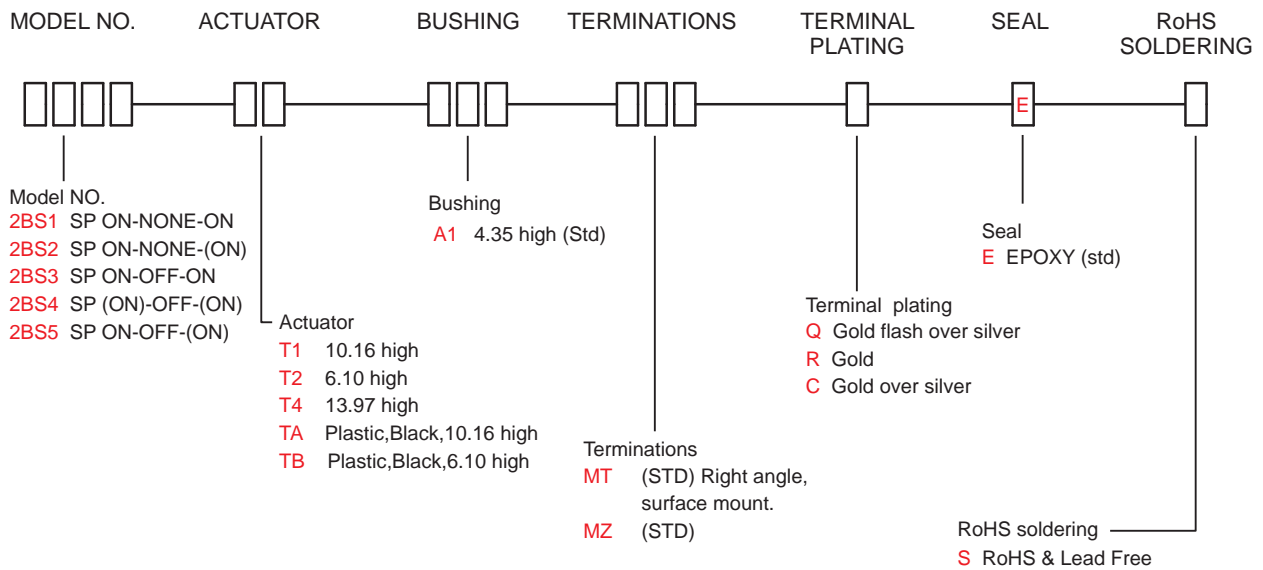 MODEL NO.
ACTUATOR
BUSHING
TERMINATIONS
TERMINAL
PLATING
SEAL
RoHS
SOLDERING
E
Model NO.
2BS1 SP ON-NONE-ON
2BS2 SP ON-NONE-(ON)
2BS3 SP ON-OFF-ON
2BS4 SP (ON)-OFF-(ON)
2BS5 SP ON-OFF-(ON)
Actuator
T1 10.16 high
T2 6.10 high
T4 13.97 high
TA Plastic,Black,10.16 high
TB Plastic,Black,6.10 high
Bushing
A1 4.35 high (Std)
Terminations
MT (STD) Right angle,
surface mount.
MZ (STD)
Terminal plating
Q Gold flash over silver
R Gold
C Gold over silver
Seal
E EPOXY (std)
RoHS soldering
S RoHS & Lead Free